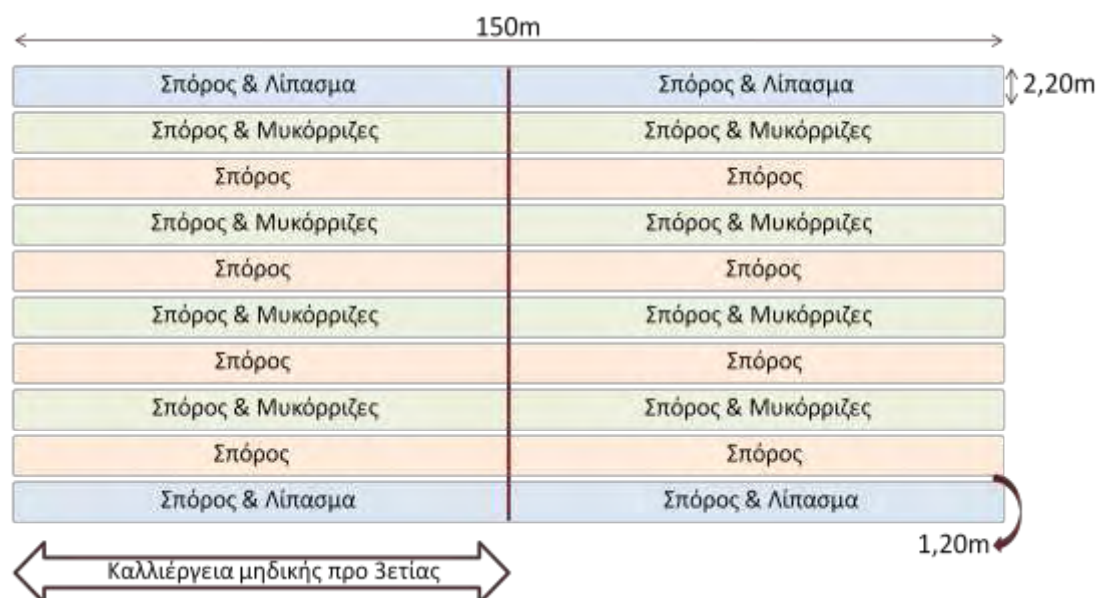 150m
Σπόρος & Λίπασμα Σπόρος & Λίπασμα 2,20m
Σπόρος & Μυκόρριζες Σπόρος & Μυκόρριζες
Σπόρος Σπόρος
Σπόρος & Μυκόρριζες Σπόρος & Μυκόρριζες
Σπόρος Σπόρος
Σπόρος & Μυκόρριζες Σπόρος & Μυκόρριζες
Σπόρος Σπόρος
Σπόρος & Μυκόρριζες Σπόρος & Μυκόρριζες
Σπόρος Σπόρος
Σπόρος & Λίπασμα Σπόρος & Λίπασμα
1,20m
Καλλιέργεια μηδικής προ 3ετίας